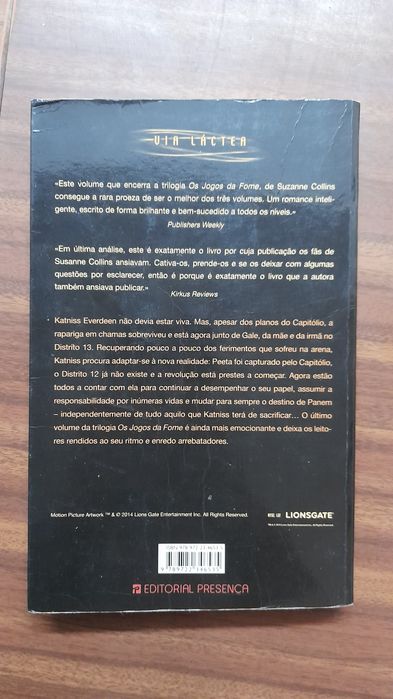 VIA LÁCTEA
«Este volume que encerra a trilogia Os Jogos da Fome, de Suzanne Collins
consegue a rara proeza de ser o melhor dos três volumes. Um romance inteli-
gente, escrito de forma brilhante e bem-sucedido a todos os níveis.»
Publishers Weekly
«Em última análise, este é exatamente o livro por cuja publicação os fãs de
Susanne Collins ansiavam. Cativa-os, prende-os e se os deixar com algumas
questões por esclarecer, então é porque é exatamente o livro que a autora
também ansiava publicar.»
Kirkus Reviews
Katniss Everdeen não devia estar viva. Mas, apesar dos planos do Capitólio, a
rapariga em chamas sobreviveu e está agora junto de Gale, da mãe e da irmã no
Distrito 13. Recuperando pouco a pouco dos ferimentos que sofreu na arena,
Katniss procura adaptar-se à nova realidade: Peeta foi capturado pelo Capitólio,
o Distrito 12 já não existe e a revolução está prestes a começar. Agora estão
todos a contar com ela para continuar a desempenhar o seu papel, assumir a
responsabilidade por inúmeras vidas e mudar para sempre o destino de Panem
– independentemente de tudo aquilo que Katniss terá de sacrificar… O último
volume da trilogia Os Jogos da Fome é ainda mais emocionante e deixa os leito-
res rendidos ao seu ritmo e enredo arrebatadores.
Motion Picture Artwork ™ & © 2014 Lions Gate Entertainment Inc. All Rights Reserved.
LIONSGATE
ISBN 978-972-23-4653-5
9 789722 346535
EDITORIAL PRESENÇA